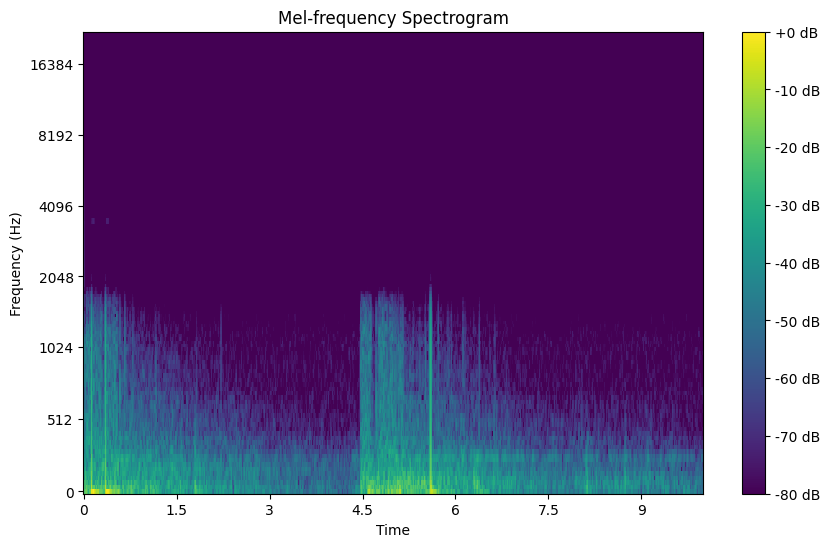 Mel-frequency Spectrogram
Frequency (Hz)
16384
8192
4096
2048
1024
512
0
0
1.5
3
4.5
6
7.5
9
Time
+0 dB
-10 dB
-20 dB
-30 dB
-40 dB
-50 dB
-60 dB
-70 dB
-80 dB